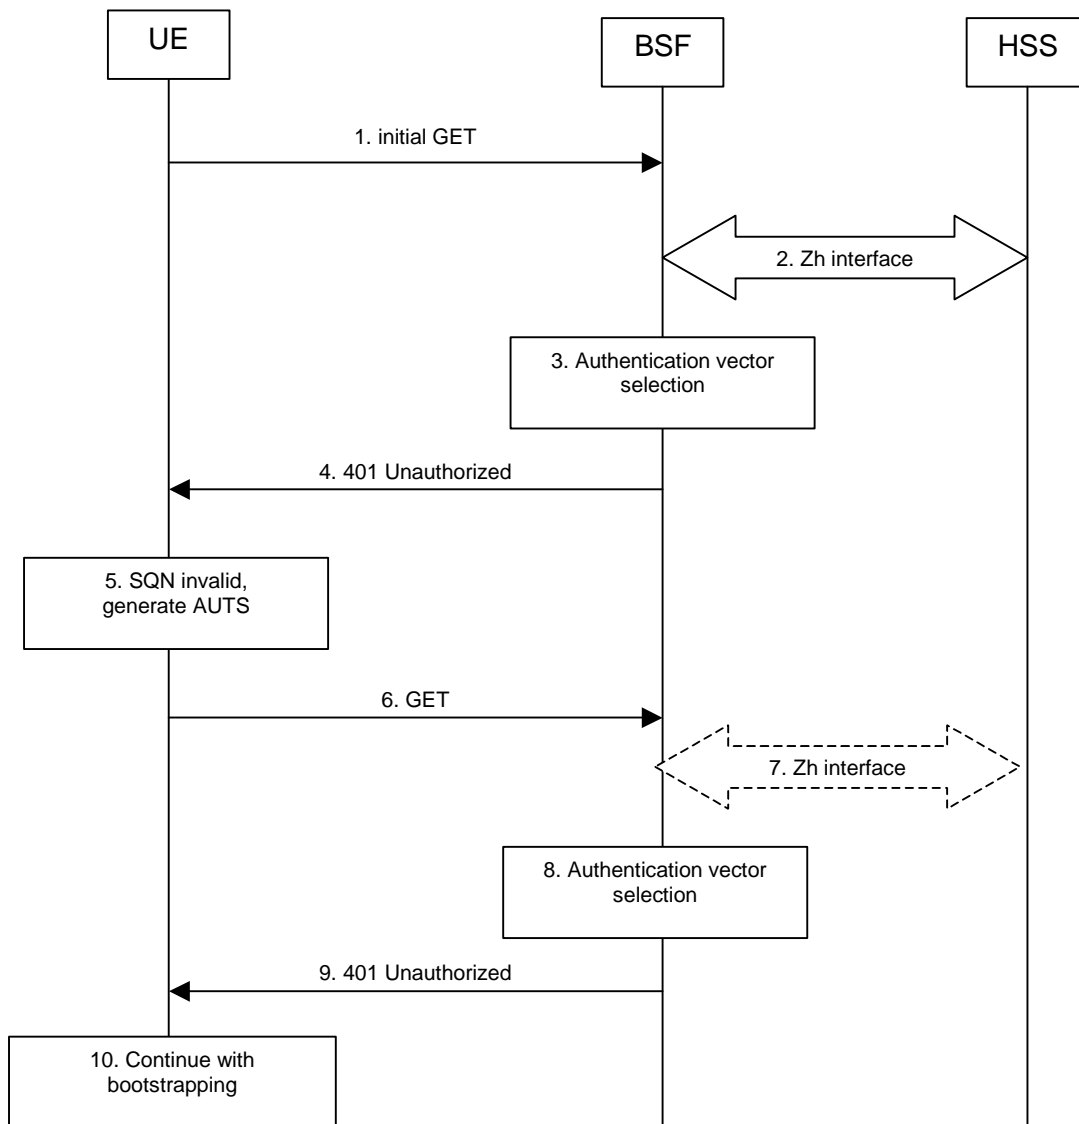 UE
BSF
HSS
1. initial GET
2. Zh interface
3. Authentication vector
selection
4. 401 Unauthorized
5. SQN invalid,
generate AUTS
6. GET
7. Zh interface
8. Authentication vector
selection
9. 401 Unauthorized
10. Continue with
bootstrapping